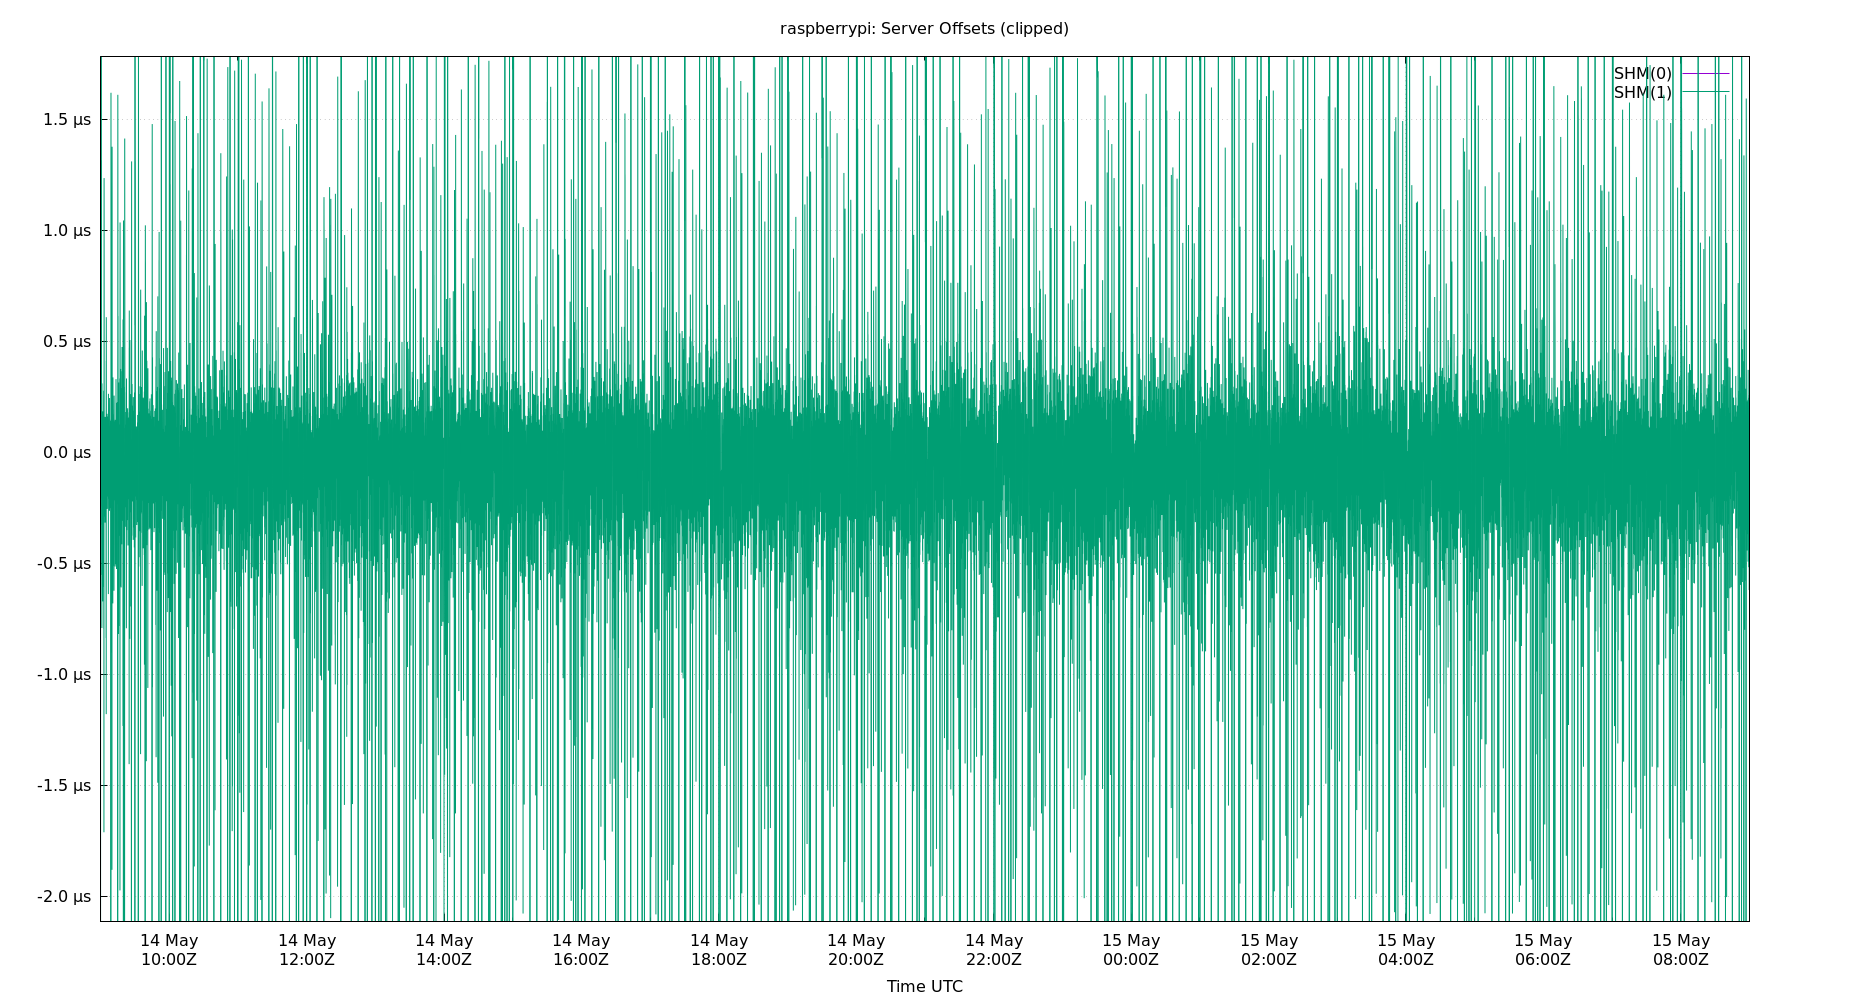 raspberrypi: Server Offsets (clipped)
SHM(0)
SHM(1)
1.5 µs
1.0 µs
0.5 µs
0.0 µs
-0.5 µs
-1.0 µs
-1.5 µs
-2.0 µs
14 May 14 May 14 May 14 May 14 May 14 May 14 May 15 May 15 May 15 May 15 May 15 May
10:00Z 12:00Z 14:00Z 16:00Z 18:00Z 20:00Z 22:00Z 00:00Z 02:00Z 04:00Z 06:00Z 08:00Z
Time UTC